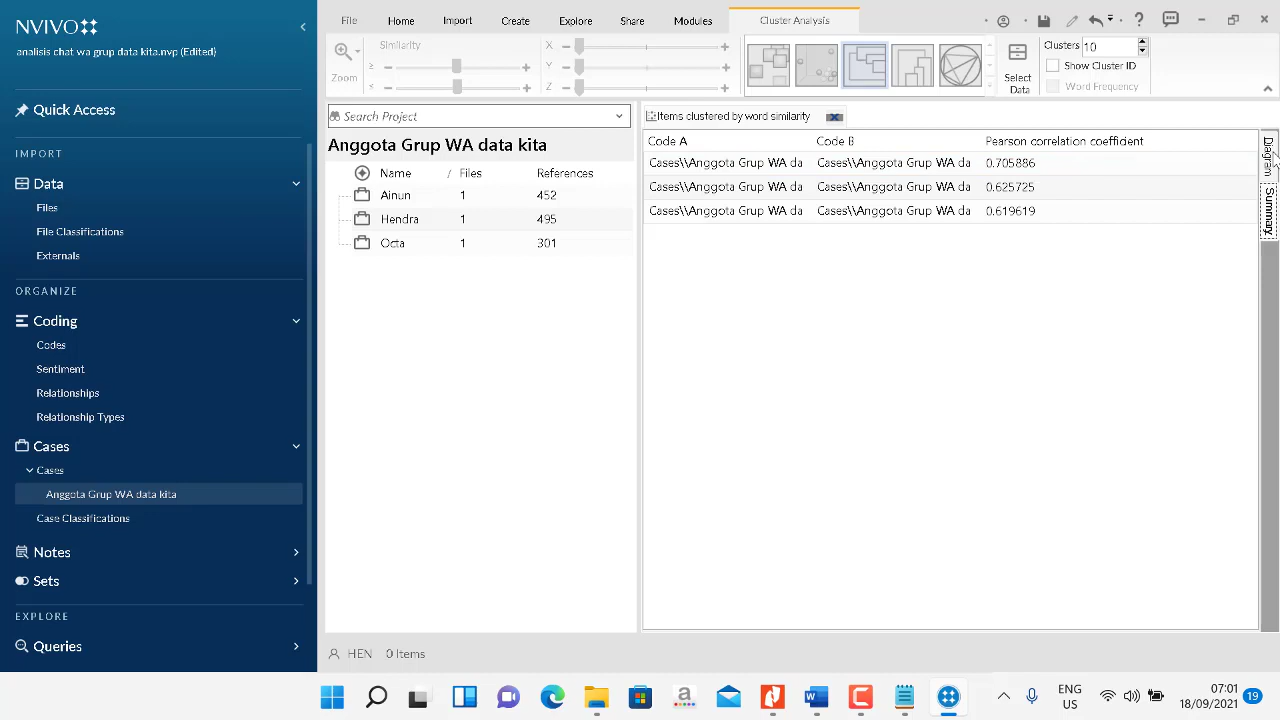 NVIVO
analisis chat wa grup data kita.nvp (Edited)
Quick Access
IMPORT
Data
Files
File Classifications
Externals
ORGANIZE
Coding
Codes
Sentiment
Relationships
Relationship Types
Cases
Cases
Anggota Grup WA data kita
Case Classifications
Notes
Sets
EXPLORE
Queries
File Home Import Create Explore Share Modules Cluster Analysis
Zoom
Similarity
≥
≤
X
Y
Z
Select Data
Clusters 10
Show Cluster ID
Word Frequency
Search Project
Anggota Grup WA data kita
Name / Files References
Ainun 1 452
Hendra 1 495
Octa 1 301
Items clustered by word similarity
Code A Code B Pearson correlation coefficient
Cases\\Anggota Grup WA da Cases\\Anggota Grup WA da 0.705886
Cases\\Anggota Grup WA da Cases\\Anggota Grup WA da 0.625725
Cases\\Anggota Grup WA da Cases\\Anggota Grup WA da 0.619619
Diagram
Summary
HEN 0 Items
ENG
US
07:01
18/09/2021
19